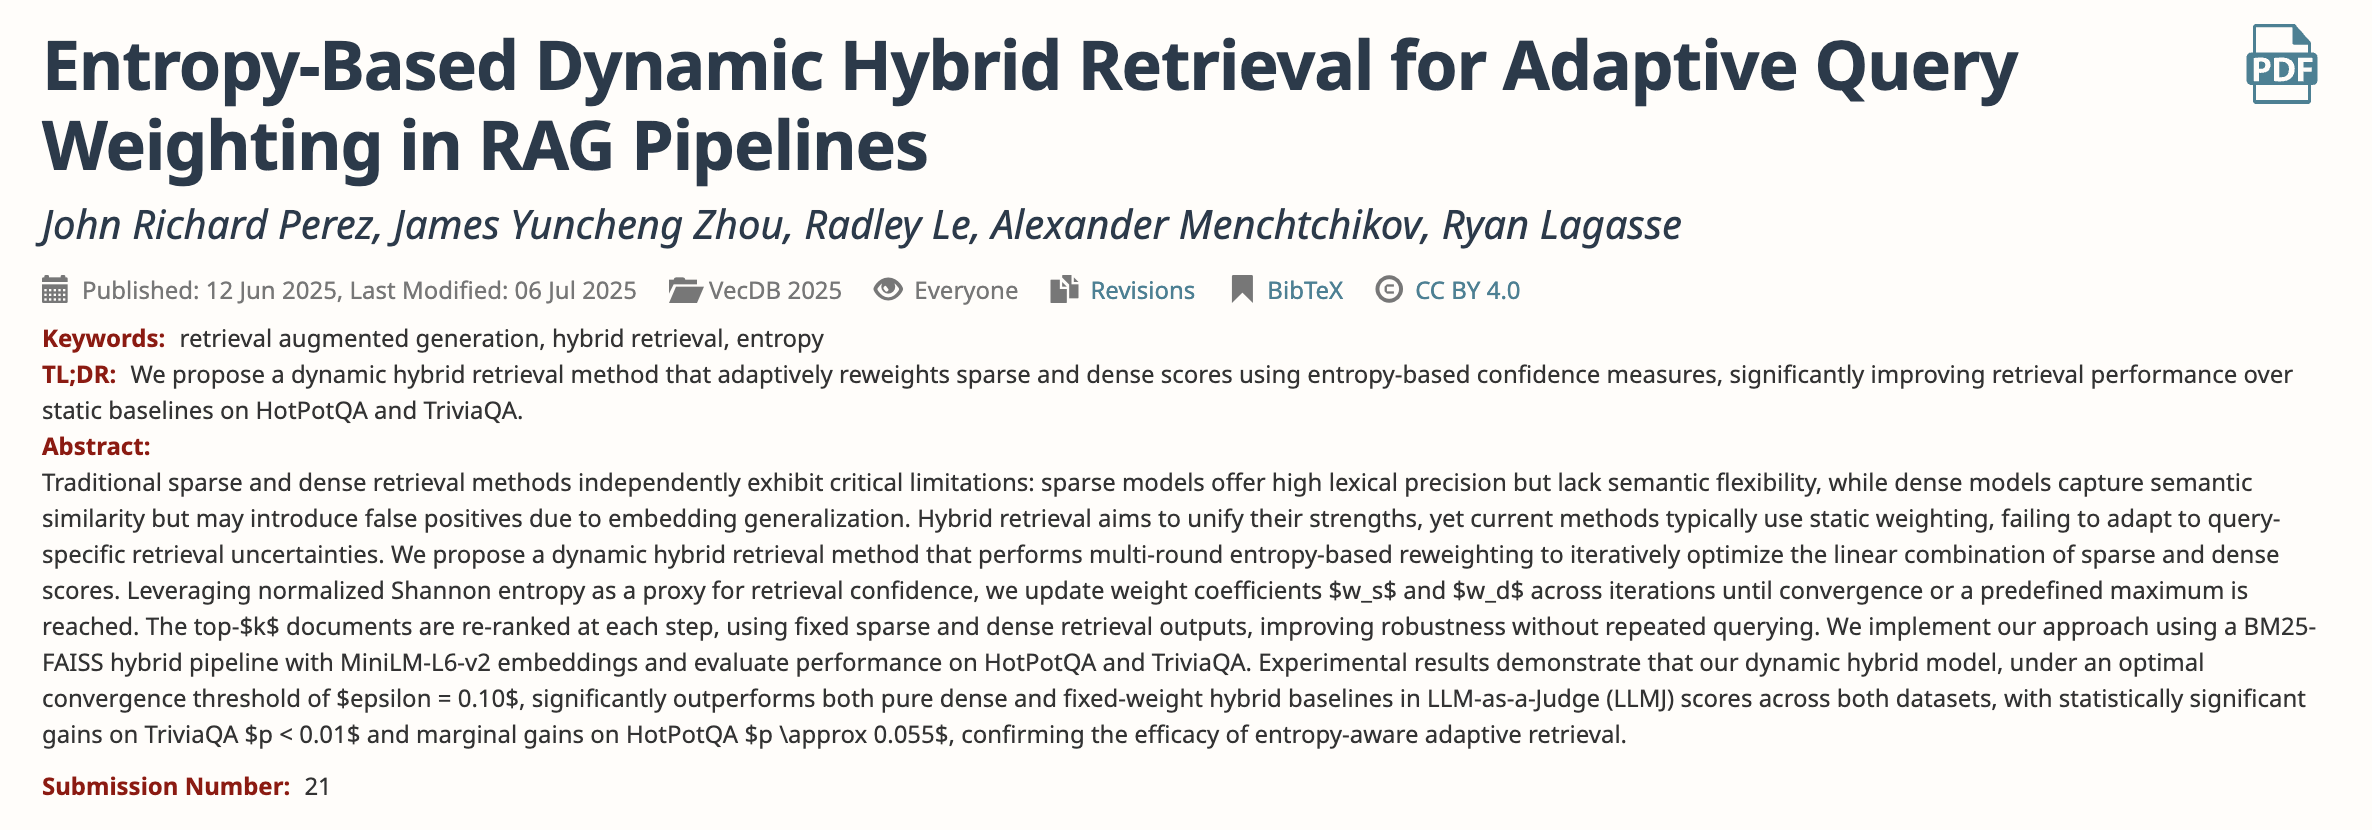 Entropy-Based Dynamic Hybrid Retrieval for Adaptive Query
Weighting in RAG Pipelines
PDF
John Richard Perez, James Yuncheng Zhou, Radley Le, Alexander Menchtchikov, Ryan Lagasse
Published: 12 Jun 2025, Last Modified: 06 Jul 2025 VecDB 2025 Everyone Revisions BibTeX CC BY 4.0
Keywords: retrieval augmented generation, hybrid retrieval, entropy
TL;DR: We propose a dynamic hybrid retrieval method that adaptively reweights sparse and dense scores using entropy-based confidence measures, significantly improving retrieval performance over
static baselines on HotPotQA and TriviaQA.
Abstract:
Traditional sparse and dense retrieval methods independently exhibit critical limitations: sparse models offer high lexical precision but lack semantic flexibility, while dense models capture semantic
similarity but may introduce false positives due to embedding generalization. Hybrid retrieval aims to unify their strengths, yet current methods typically use static weighting, failing to adapt to query-
specific retrieval uncertainties. We propose a dynamic hybrid retrieval method that performs multi-round entropy-based reweighting to iteratively optimize the linear combination of sparse and dense
scores. Leveraging normalized Shannon entropy as a proxy for retrieval confidence, we update weight coefficients $w_s$ and $w_d$ across iterations until convergence or a predefined maximum is
reached. The top-$k$ documents are re-ranked at each step, using fixed sparse and dense retrieval outputs, improving robustness without repeated querying. We implement our approach using a BM25-
FAISS hybrid pipeline with MiniLM-L6-v2 embeddings and evaluate performance on HotPotQA and TriviaQA. Experimental results demonstrate that our dynamic hybrid model, under an optimal
convergence threshold of $epsilon = 0.10$, significantly outperforms both pure dense and fixed-weight hybrid baselines in LLM-as-a-Judge (LLMJ) scores across both datasets, with statistically significant
gains on TriviaQA $p < 0.01$ and marginal gains on HotPotQA $p \approx 0.055$, confirming the efficacy of entropy-aware adaptive retrieval.
Submission Number: 21